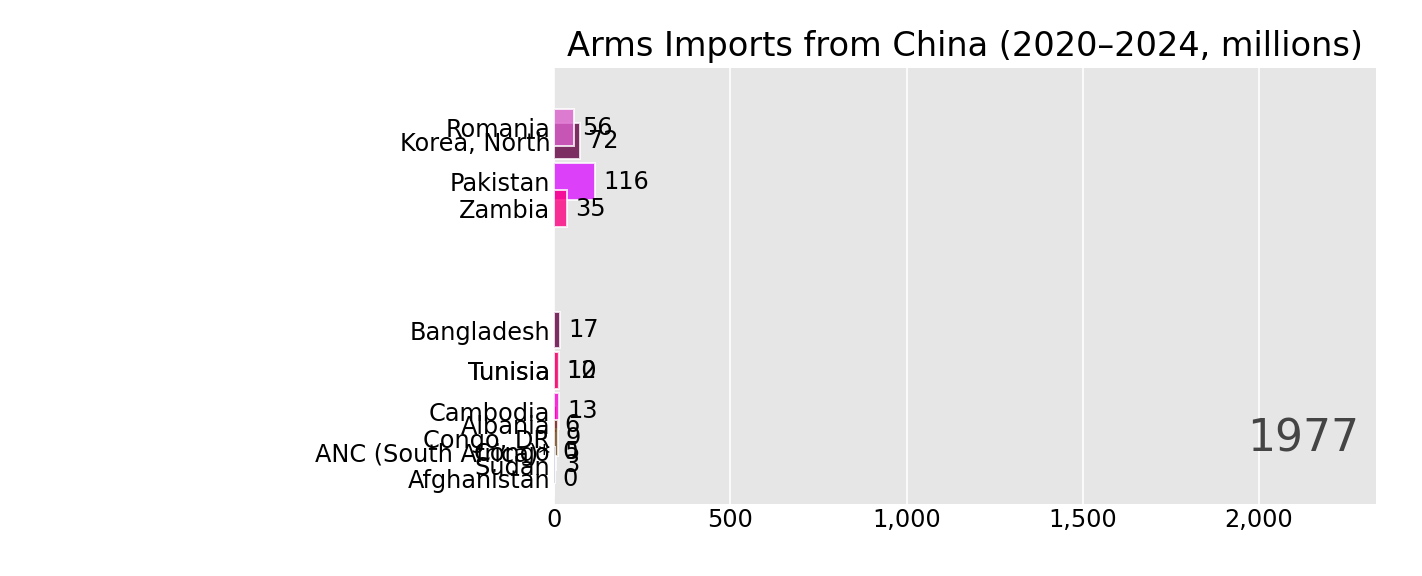 Arms Imports from China (2020–2024, millions)
Romania 56
Korea, North 72
Pakistan 116
Zambia 35
Bangladesh 17
Tunisia
Cambodia 13
Albania 6
Congo, DR 9
ANC (South Africa)*
Sudan 3
Afghanistan 0
1977
0 500 1,000 1,500 2,000